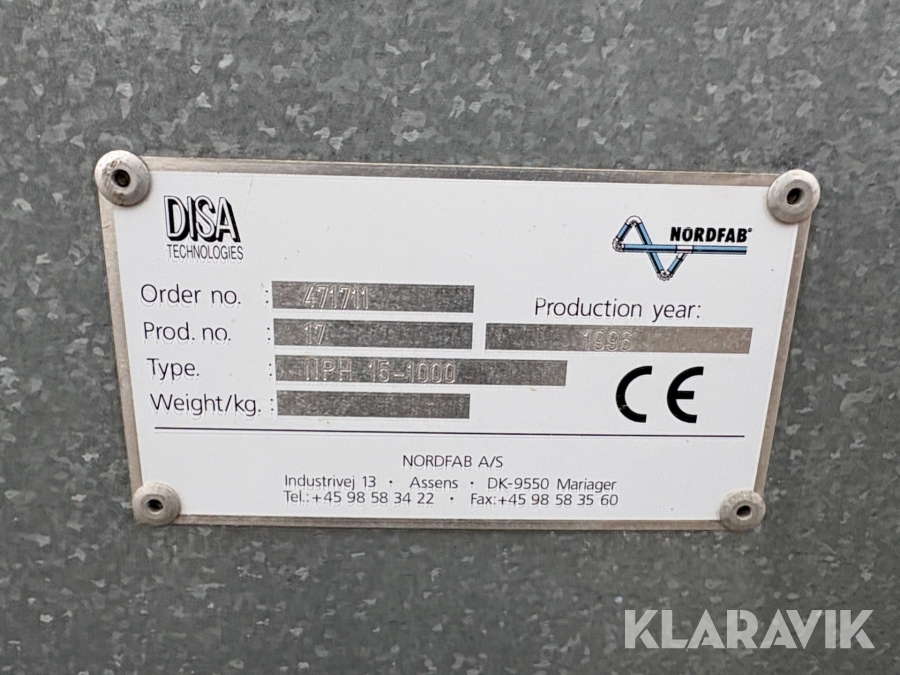 DISA
TECHNOLOGIES
NORDFAB®
Order no. : 471711
Production year:
Prod. no. : 17
1996
Type. : NPH 15-1000
Weight/kg. :
CE
NORDFAB A/S
Industrivej 13 · Assens · DK-9550 Mariager
Tel.:+45 98 58 34 22 · Fax:+45 98 58 35 60
KLARAVIK